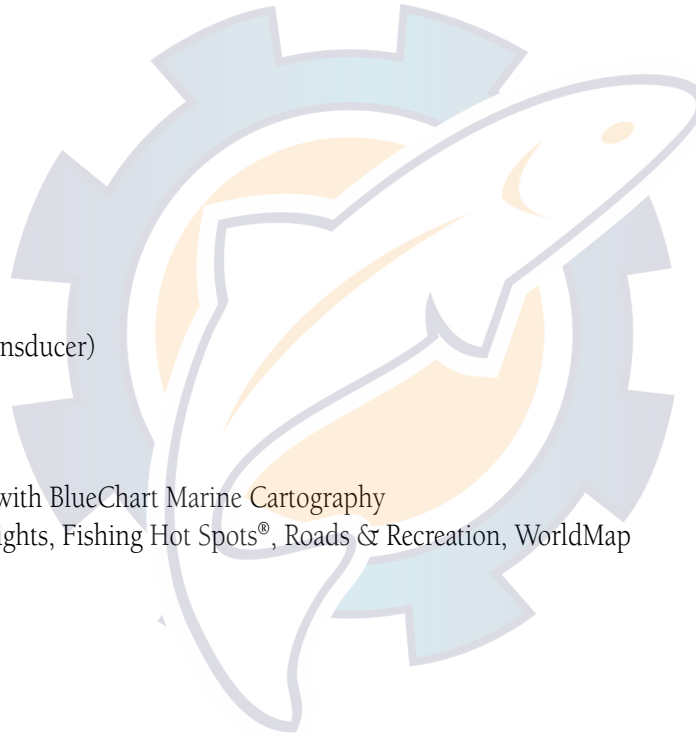 nsducer)
with BlueChart Marine Cartography
ights, Fishing Hot Spots®, Roads & Recreation, WorldMap